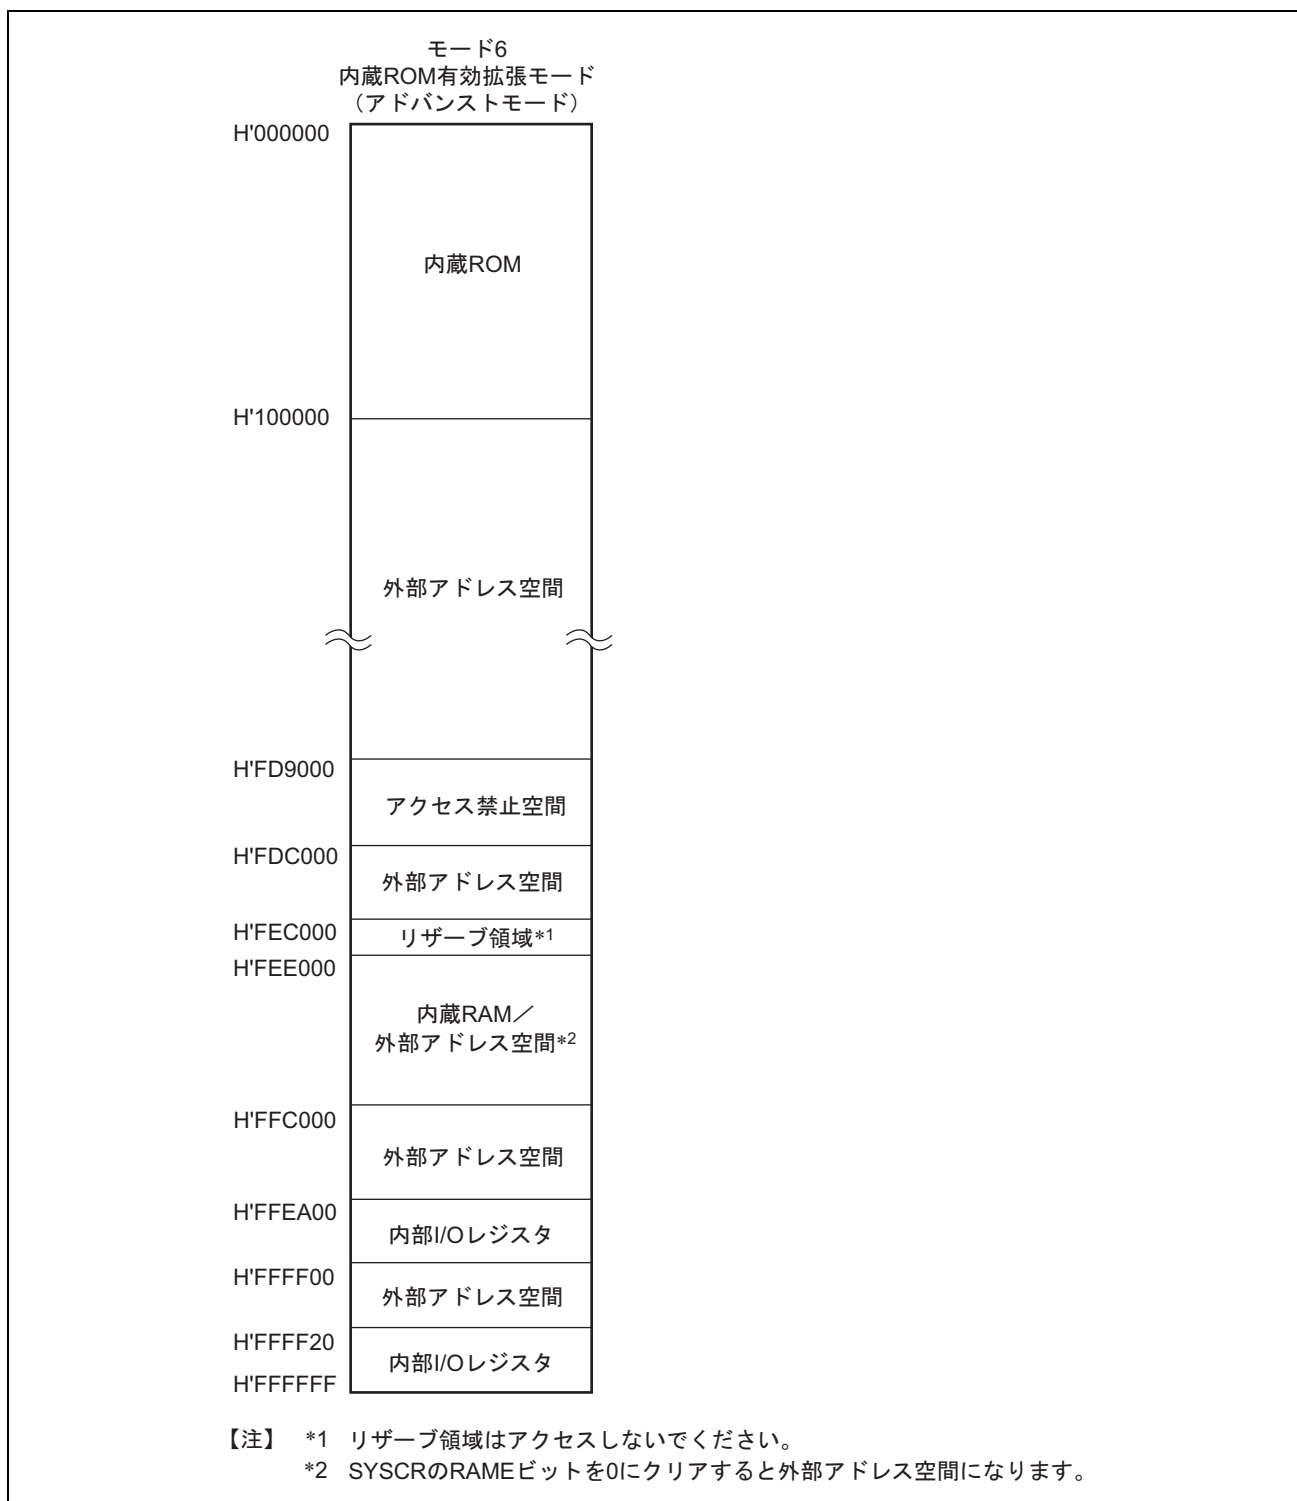 モード6
内蔵ROM有効拡張モード
（アドバンストモード）
H'000000
内蔵ROM
H'100000
外部アドレス空間
H'FD9000
アクセス禁止空間
H'FDC000
外部アドレス空間
H'FEC000
リザーブ領域*1
H'FEE000
内蔵RAM／
外部アドレス空間*2
H'FFC000
外部アドレス空間
H'FFEA00
内部I/Oレジスタ
H'FFFF00
外部アドレス空間
H'FFFF20
内部I/Oレジスタ
H'FFFFFF
【注】 *1 リザーブ領域はアクセスしないでください。
*2 SYSCRのRAMEビットを0にクリアすると外部アドレス空間になります。